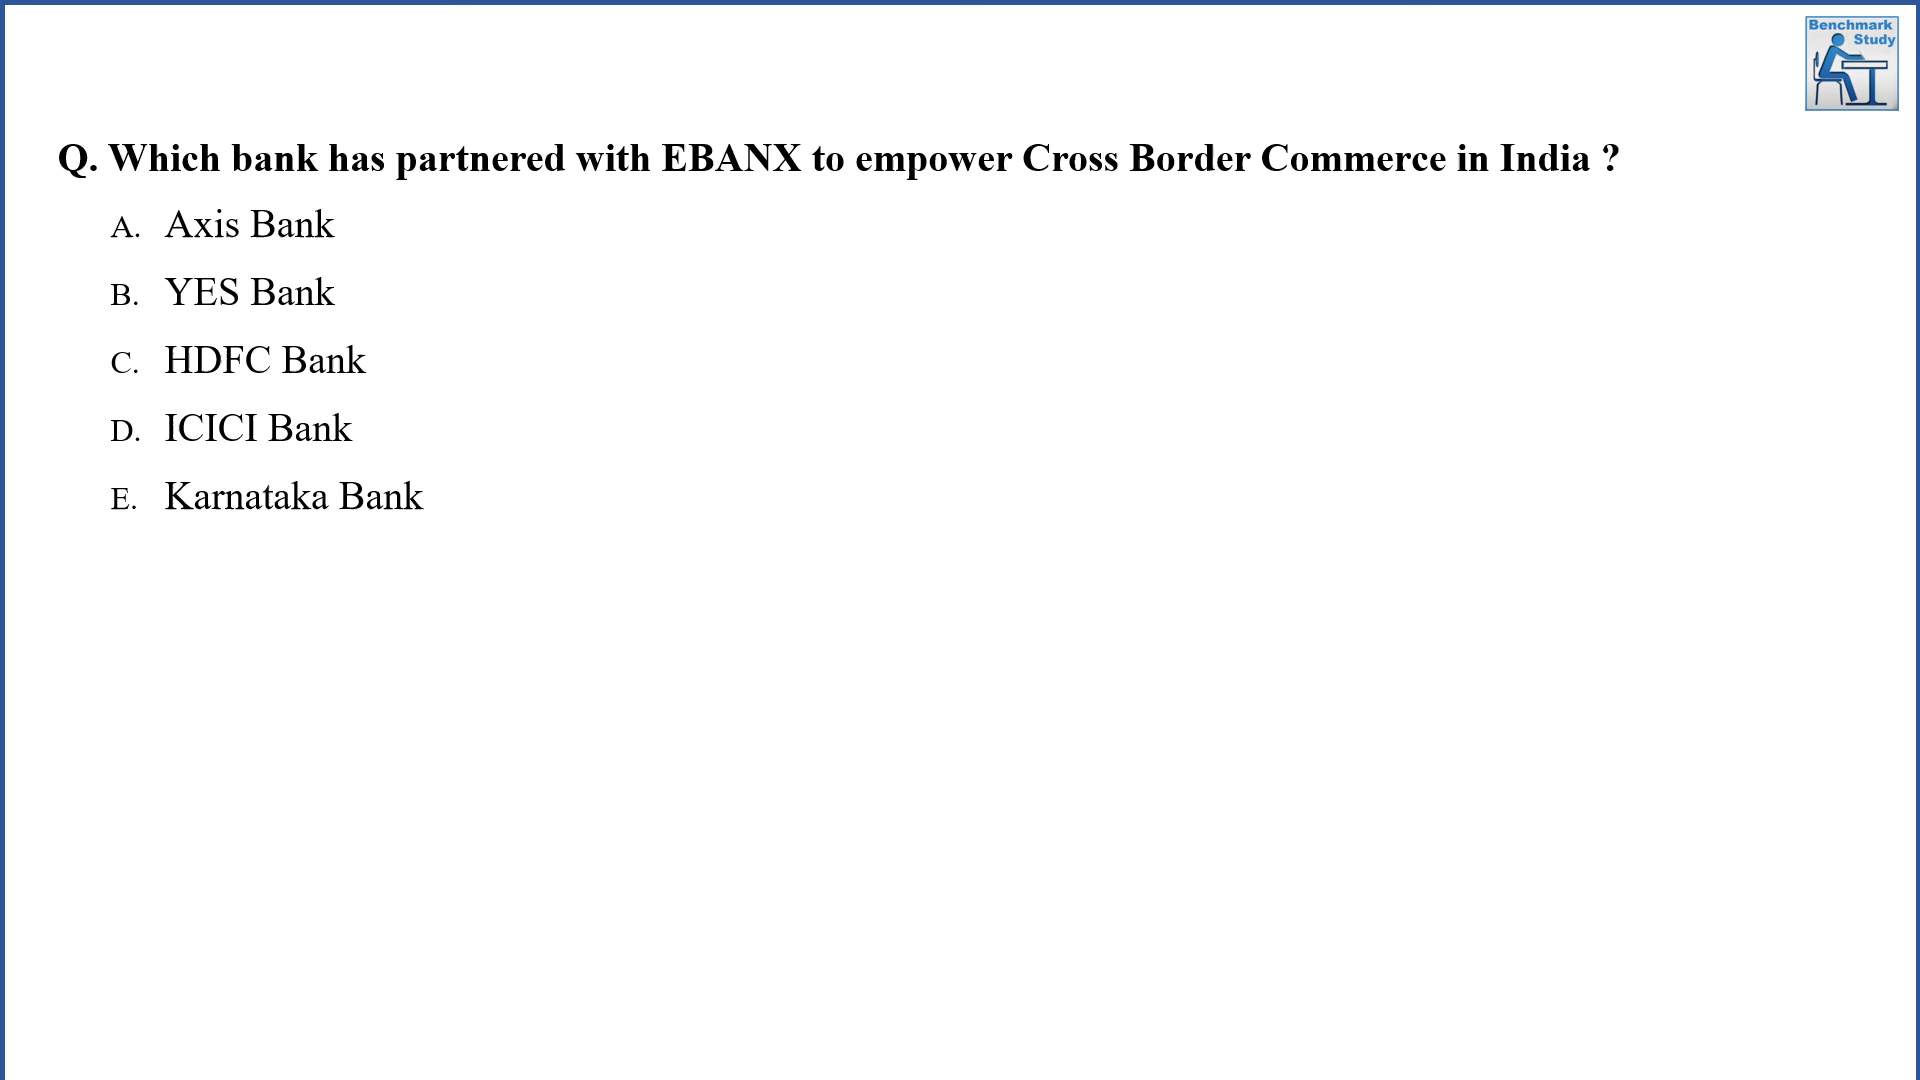 Benchmark
Study
Q. Which bank has partnered with EBANX to empower Cross Border Commerce in India ?
A. Axis Bank
B. YES Bank
C. HDFC Bank
D. ICICI Bank
E. Karnataka Bank